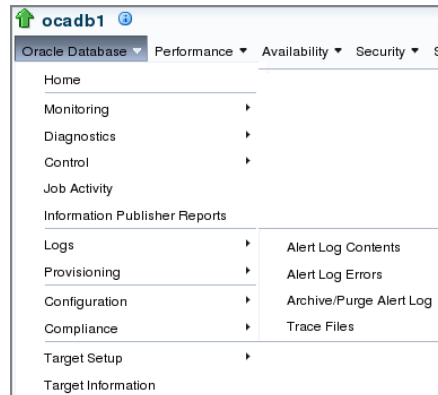 ocadb1
Oracle Database Performance Availability Security
Home
Monitoring
Diagnostics
Control
Job Activity
Information Publisher Reports
Logs
Provisioning
Configuration
Compliance
Target Setup
Target Information
Alert Log Contents
Alert Log Errors
Archive/Purge Alert Log
Trace Files